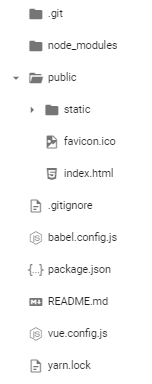 .git
node_modules
public
static
favicon.ico
index.html
.gitignore
babel.config.js
package.json
README.md
vue.config.js
yarn.lock